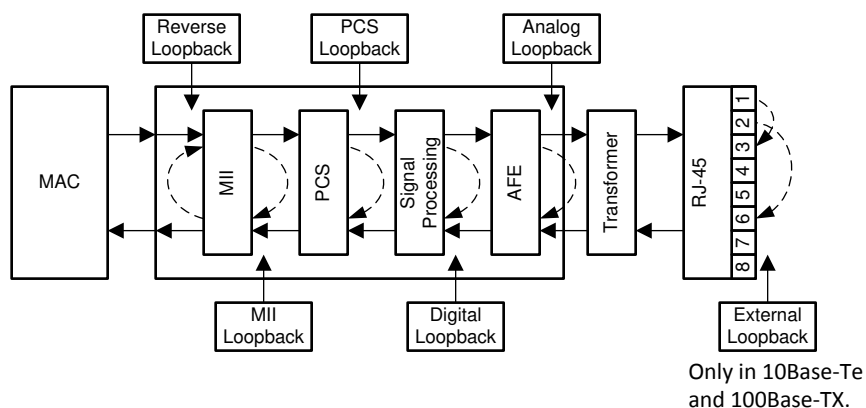 Reverse
Loopback
PCS
Loopback
Analog
Loopback
MAC
MII
PCS
Signal
Processing
AFE
Transformer
RJ-45
1
2
3
4
5
6
7
8
MII
Loopback
Digital
Loopback
External
Loopback
Only in 10Base-Te
and 100Base-TX.